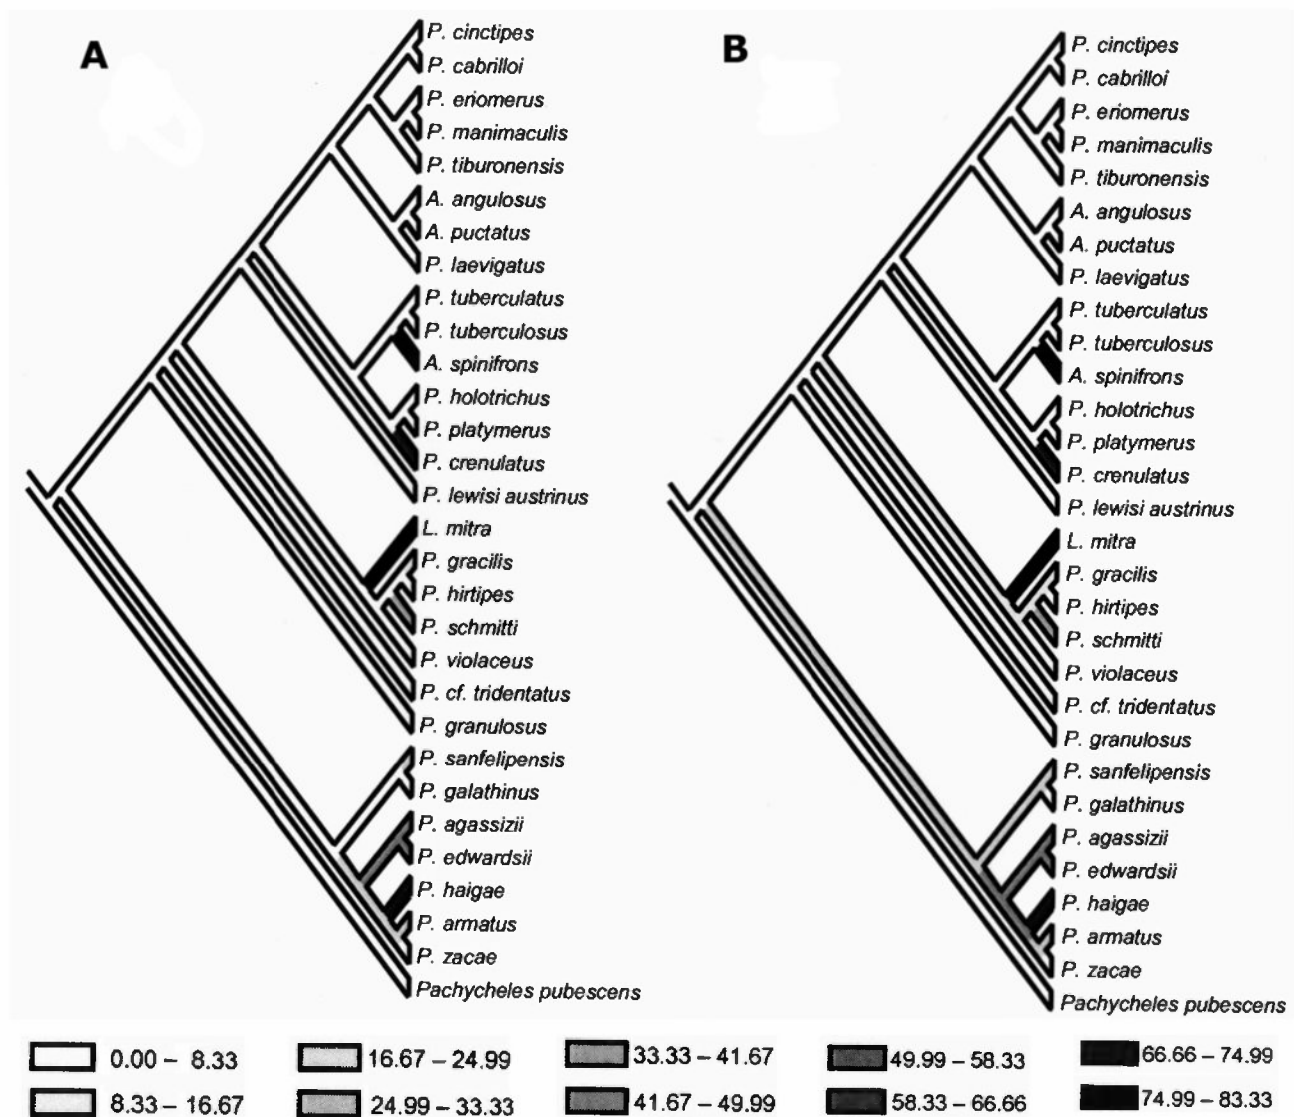 A
P. cinctipes
P. cabrilloi
P. eriomerus
P. manimaculis
P. tiburonensis
A. angulosus
A. puctatus
P. laevigatus
P. tuberculatus
P. tuberculosus
A. spinifrons
P. holotrichus
P. platymerus
P. crenulatus
P. lewisi austrinus
L. mitra
P. gracilis
P. hirtipes
P. schmitti
P. violaceus
P. cf. tridentatus
P. granulosus
P. sanfelipensis
P. galathinus
P. agassizii
P. edwardsii
P. haigae
P. armatus
P. zacae
Pachycheles pubescens
B
P. cinctipes
P. cabrilloi
P. eriomerus
P. manimaculis
P. tiburonensis
A. angulosus
A. puctatus
P. laevigatus
P. tuberculatus
P. tuberculosus
A. spinifrons
P. holotrichus
P. platymerus
P. crenulatus
P. lewisi austrinus
L. mitra
P. gracilis
P. hirtipes
P. schmitti
P. violaceus
P. cf. tridentatus
P. granulosus
P. sanfelipensis
P. galathinus
P. agassizii
P. edwardsii
P. haigae
P. armatus
P. zacae
Pachycheles pubescens
0.00 – 8.33
16.67 – 24.99
33.33 – 41.67
49.99 – 58.33
66.66 – 74.99
8.33 – 16.67
24.99 – 33.33
41.67 – 49.99
58.33 – 66.66
74.99 – 83.33